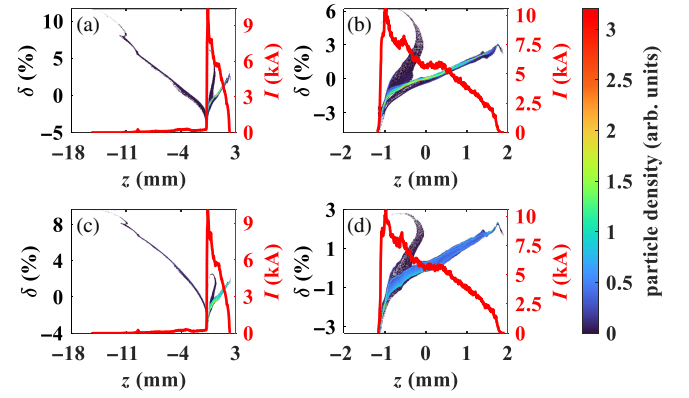 (a)
10
5
0
−5
δ (%)
9
6
3
0
I (kA)
−18 −11 −4 3
z (mm)
(b)
6
3
0
−3
δ (%)
10
7.5
5
2.5
0
I (kA)
−2 −1 0 1 2
z (mm)
(c)
8
4
0
−4
δ (%)
9
6
3
0
I (kA)
−18 −11 −4 3
z (mm)
(d)
3
1
−1
−3
δ (%)
10
7.5
5
2.5
0
I (kA)
−2 −1 0 1 2
z (mm)
3
2.5
2
1.5
1
0.5
0
particle density (arb. units)